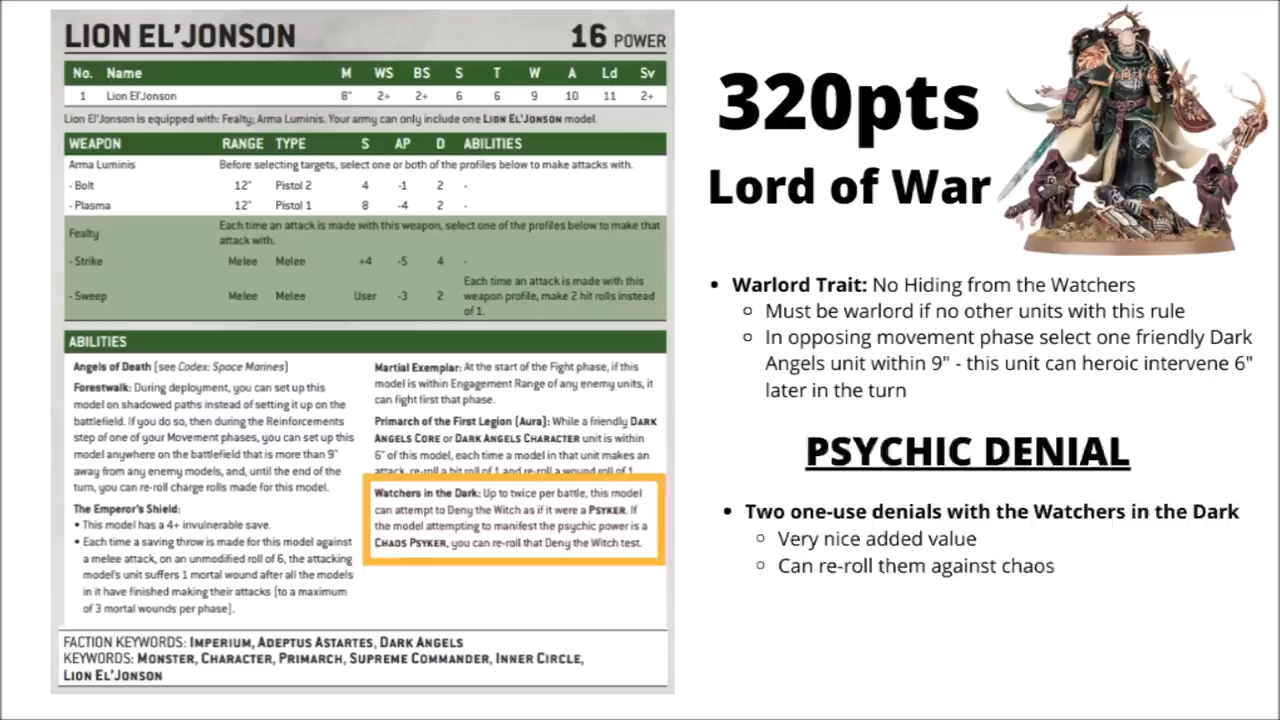 LION EL'JONSON 16 POWER
No. Name M WS BS S T W A Ld Sv
1 Lion El'Jonson 8" 2+ 2+ 6 6 9 10 11 2+
Lion El'Jonson is equipped with: Fealty; Arma Luminis. Your army can only include one LION EL'JONSON model.
WEAPON RANGE TYPE S AP D ABILITIES
Arma Luminis Before selecting targets, select one or both of the profiles below to make attacks with.
- Bolt 12" Pistol 2 4 -1 2 -
- Plasma 12" Pistol 1 8 -4 2 -
Fealty Each time an attack is made with this weapon, select one of the profiles below to make that
attack with.
- Strike Melee Melee +4 -5 4 -
- Sweep Melee Melee User -3 2 Each time an attack is made with this
weapon profile, make 2 hit rolls instead
of 1.
ABILITIES
Angels of Death (see Codex: Space Marines)
Forestwalk: During deployment, you can set up this
model on shadowed paths instead of setting it up on the
battlefield. If you do so, then during the Reinforcements
step of one of your Movement phases, you can set up this
model anywhere on the battlefield that is more than 9"
away from any enemy models, and, until the end of the
turn, you can re-roll charge rolls made for this model.
The Emperor's Shield:
• This model has a 4+ invulnerable save.
• Each time a saving throw is made for this model against
a melee attack, on an unmodified roll of 6, the attacking
model's unit suffers 1 mortal wound after all the models
in it have finished making their attacks (to a maximum
of 3 mortal wounds per phase).
Martial Exemplar: At the start of the Fight phase, if this
model is within Engagement Range of any enemy units, it
can fight first that phase.
Primarch of the First Legion (Aura): While a friendly DARK
ANGELS CORE or DARK ANGELS CHARACTER unit is within
6" of this model, each time a model in that unit makes an
attack, re-roll a hit roll of 1 and re-roll a wound roll of 1.
Watchers in the Dark: Up to twice per battle, this model
can attempt to Deny the Witch as if it were a PSYKER. If
the model attempting to manifest the psychic power is a
CHAOS PSYKER, you can re-roll that Deny the Witch test.
FACTION KEYWORDS: IMPERIUM, ADEPTUS ASTARTES, DARK ANGELS
KEYWORDS: MONSTER, CHARACTER, PRIMARCH, SUPREME COMMANDER, INNER CIRCLE,
LION EL'JONSON
320pts
Lord of War
• Warlord Trait: No Hiding from the Watchers
○ Must be warlord if no other units with this rule
○ In opposing movement phase select one friendly Dark
Angels unit within 9" - this unit can heroic intervene 6"
later in the turn
PSYCHIC DENIAL
• Two one-use denials with the Watchers in the Dark
○ Very nice added value
○ Can re-roll them against chaos